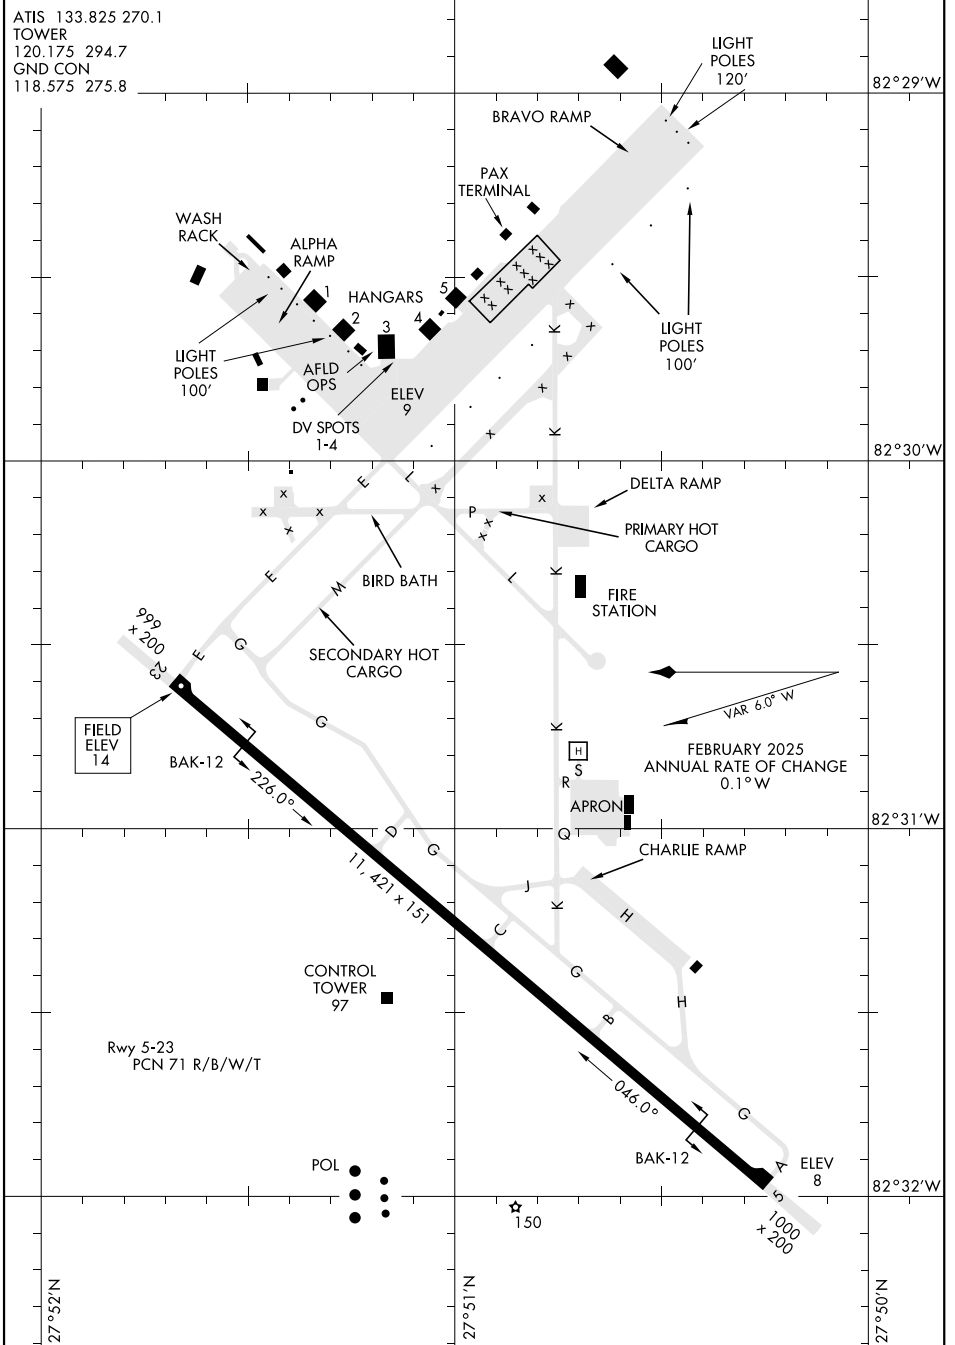 ATIS 133.825 270.1
TOWER
120.175 294.7
GND CON
118.575 275.8
LIGHT
POLES
120'
82°29'W
BRAVO RAMP
PAX
TERMINAL
WASH
RACK
ALPHA
RAMP
HANGARS
1
2
3
4
5
LIGHT
POLES
100'
AFLD
OPS
DV SPOTS
1-4
ELEV
9
LIGHT
POLES
100'
X X X X X X X X X
X
X
X
X
X
K
K
82°30'W
E
L
X
X
X
X
X
X
P
X
X
DELTA RAMP
PRIMARY HOT
CARGO
BIRD BATH
E
M
L
K
FIRE
STATION
999
x 200
23
E
G
SECONDARY HOT
CARGO
VAR 6.0° W
FIELD
ELEV
14
BAK-12
226.0°
G
K
H
S
R
FEBRUARY 2025
ANNUAL RATE OF CHANGE
0.1° W
APRON
Q
82°31'W
D
G
11, 421 x 151
CHARLIE RAMP
J
K
H
C
G
CONTROL
TOWER
97
H
B
Rwy 5-23
PCN 71 R/B/W/T
046.0°
G
BAK-12
A
ELEV
8
POL
82°32'W
5
1000
x 200
150
27°52'N
27°51'N
27°50'N